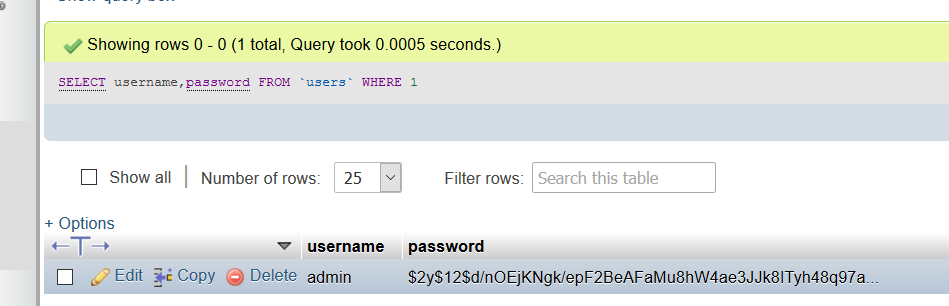 Showing rows 0 - 0 (1 total, Query took 0.0005 seconds.)
SELECT username,password FROM `users` WHERE 1
Show all Number of rows: 25 Filter rows: Search this table
+ Options
←T→ username password
Edit Copy Delete admin $2y$12$d/nOEjKNgk/epF2BeAFaMu8hW4ae3JJk8ITyh48q97a...